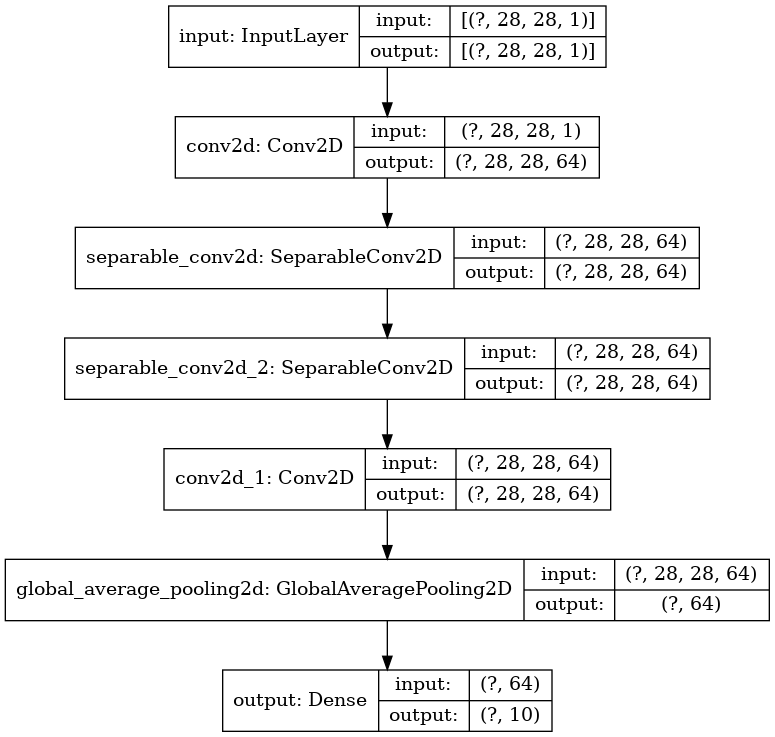 input: InputLayer input: [(?, 28, 28, 1)]
output: [(?, 28, 28, 1)]
conv2d: Conv2D input: (?, 28, 28, 1)
output: (?, 28, 28, 64)
separable_conv2d: SeparableConv2D input: (?, 28, 28, 64)
output: (?, 28, 28, 64)
separable_conv2d_2: SeparableConv2D input: (?, 28, 28, 64)
output: (?, 28, 28, 64)
conv2d_1: Conv2D input: (?, 28, 28, 64)
output: (?, 28, 28, 64)
global_average_pooling2d: GlobalAveragePooling2D input: (?, 28, 28, 64)
output: (?, 64)
output: Dense input: (?, 64)
output: (?, 10)